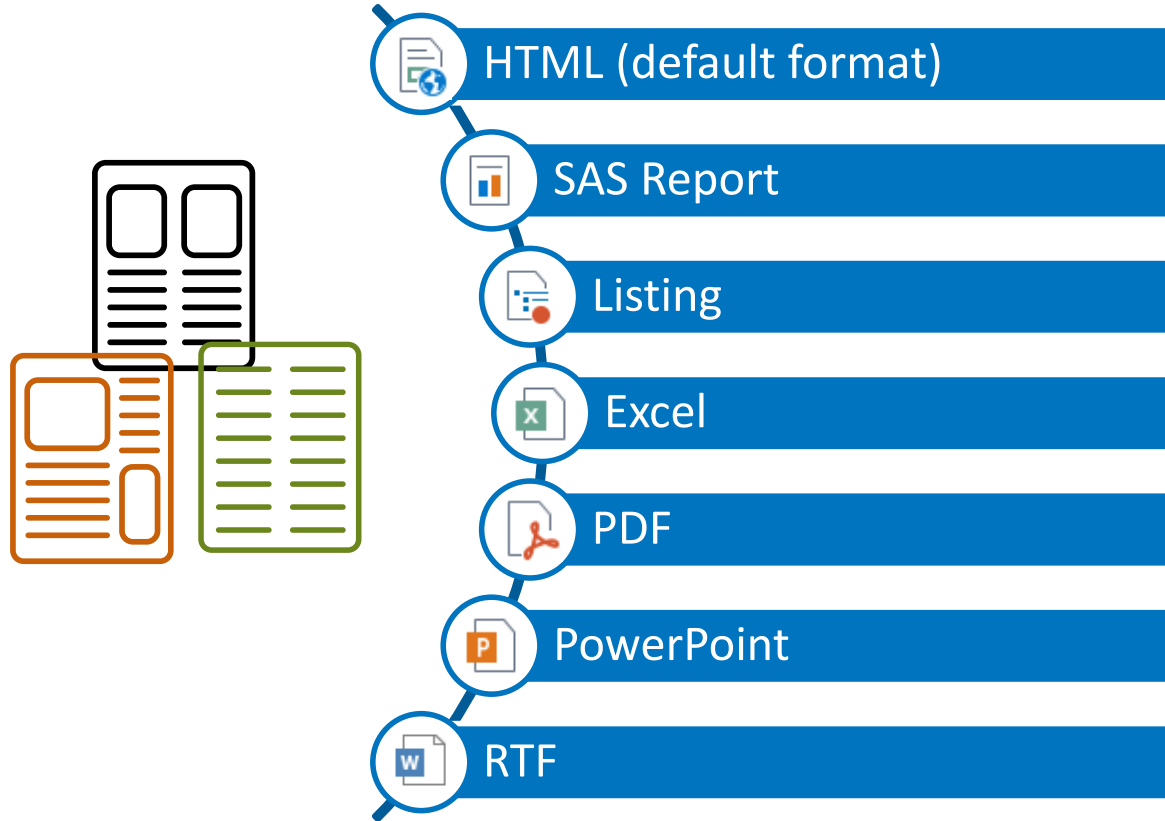 HTML (default format)
SAS Report
Listing
X
Excel
PDF
P
PowerPoint
W
RTF